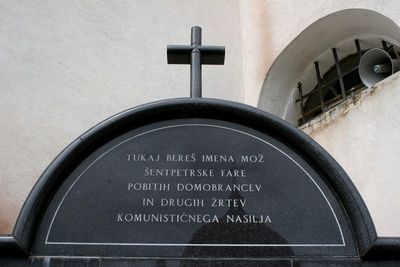 TUKAJ BEREŠ IMENA MOŽ
ŠENTPETRSKE FARE
POBITIH DOMOBRANCEV
IN DRUGIH ŽRTEV
KOMUNISTIČNEGA NASILJA